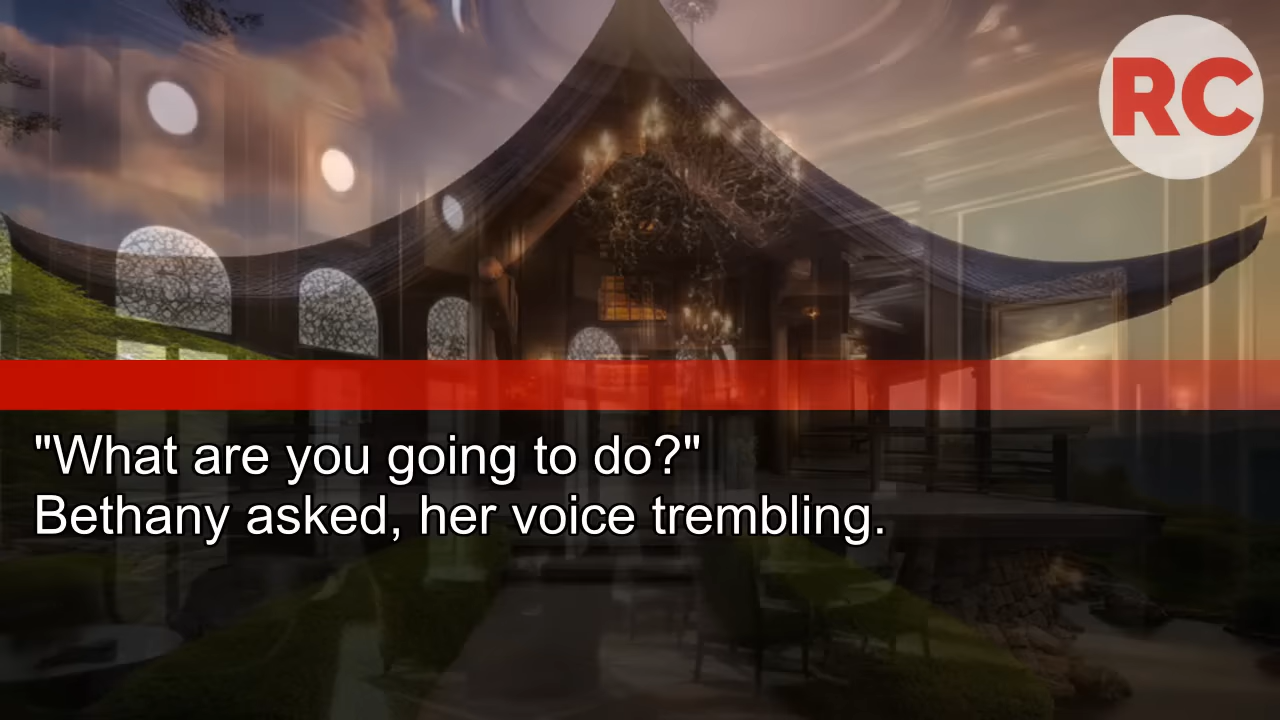 RC
"What are you going to do?"
Bethany asked, her voice trembling.